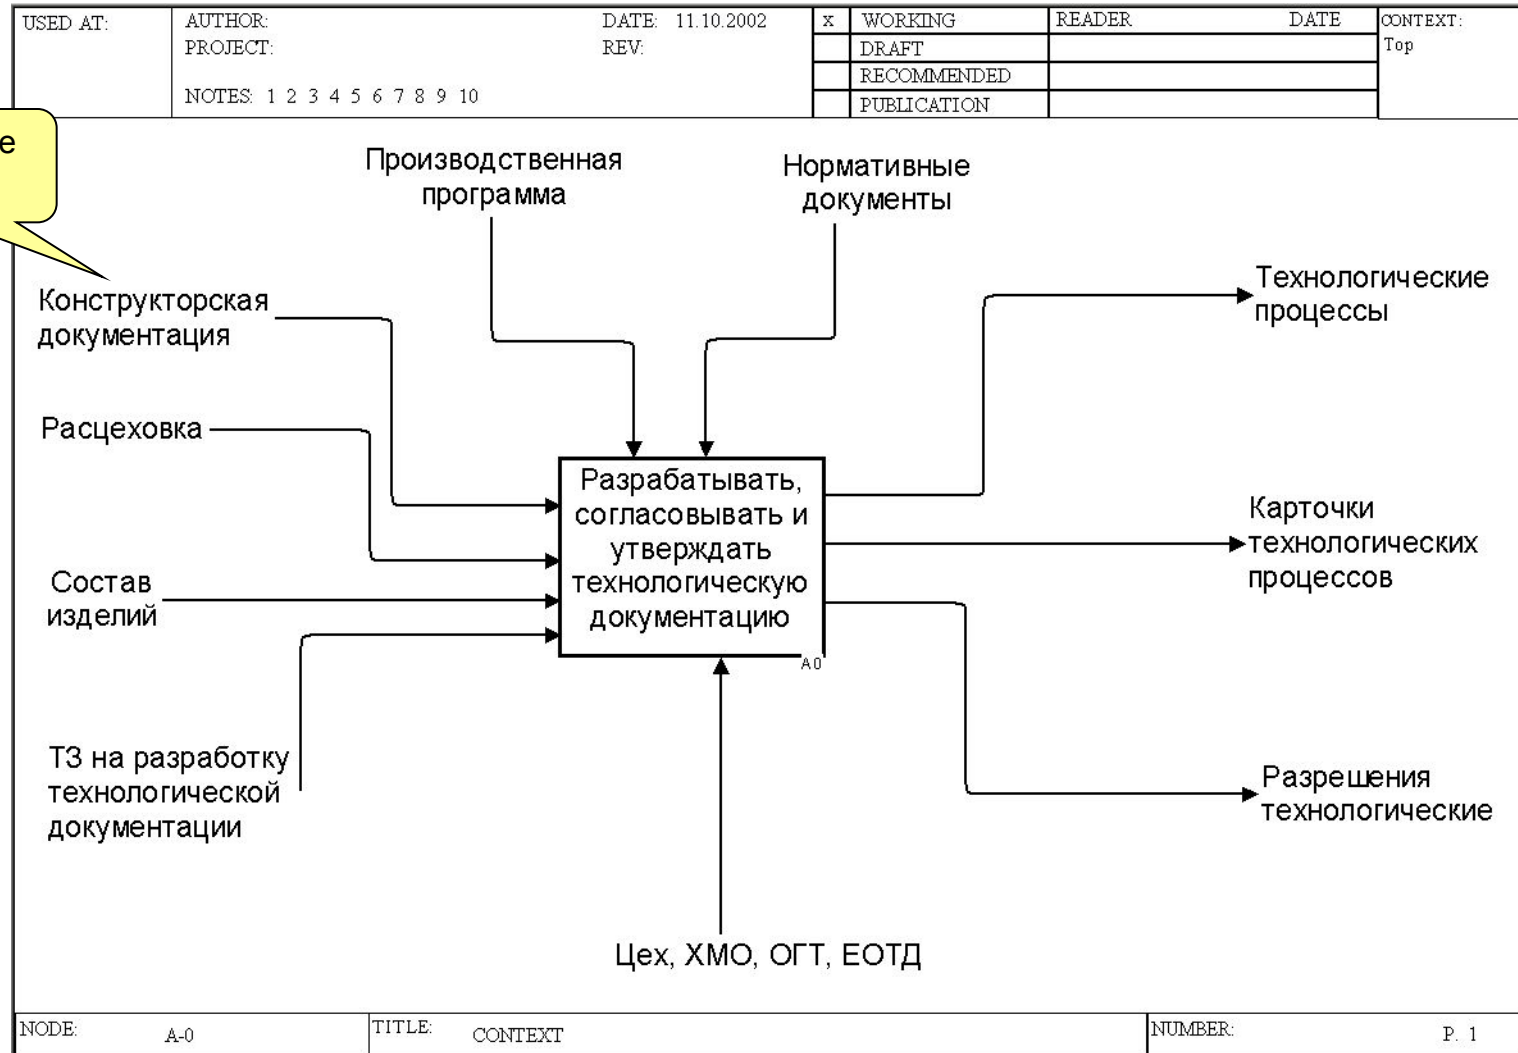 USED AT:
AUTHOR:
DATE: 11.10.2002
PROJECT:
REV:
NOTES: 1 2 3 4 5 6 7 8 9 10
X
WORKING
DRAFT
RECOMMENDED
PUBLICATION
READER
DATE
CONTEXT:
Top
Производственная
программа
Нормативные
документы
Конструкторская
документация
Расцеховка
Состав
изделий
ТЗ на разработку
технологической
документации
Разрабатывать,
согласовывать и
утверждать
технологическую
документацию
A0
Технологические
процессы
Карточки
технологических
процессов
Разрешения
технологические
Цех, ХМО, ОГТ, ЕОТД
NODE:
A-0
TITLE:
CONTEXT
NUMBER:
P. 1